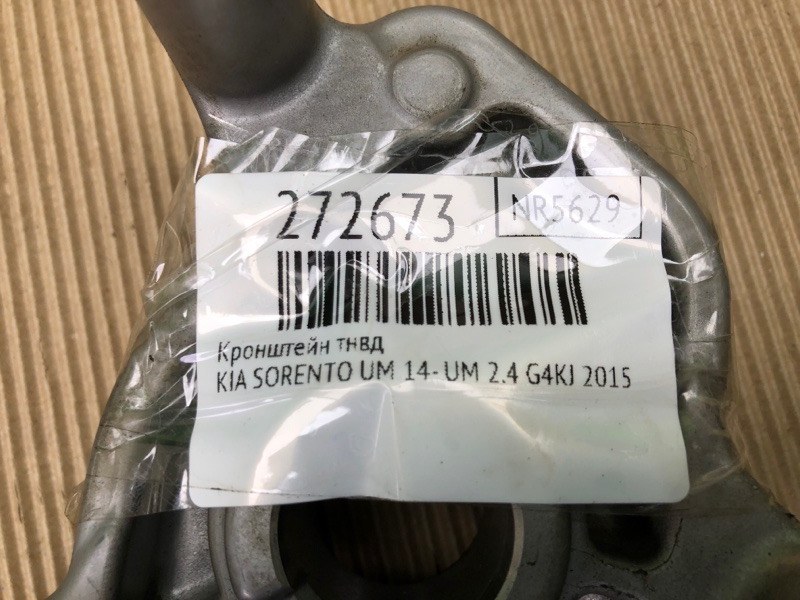 272673 NR5629
Кронштейн тнвд
KIA SORENTO UM 14- UM 2.4 G4KJ 2015